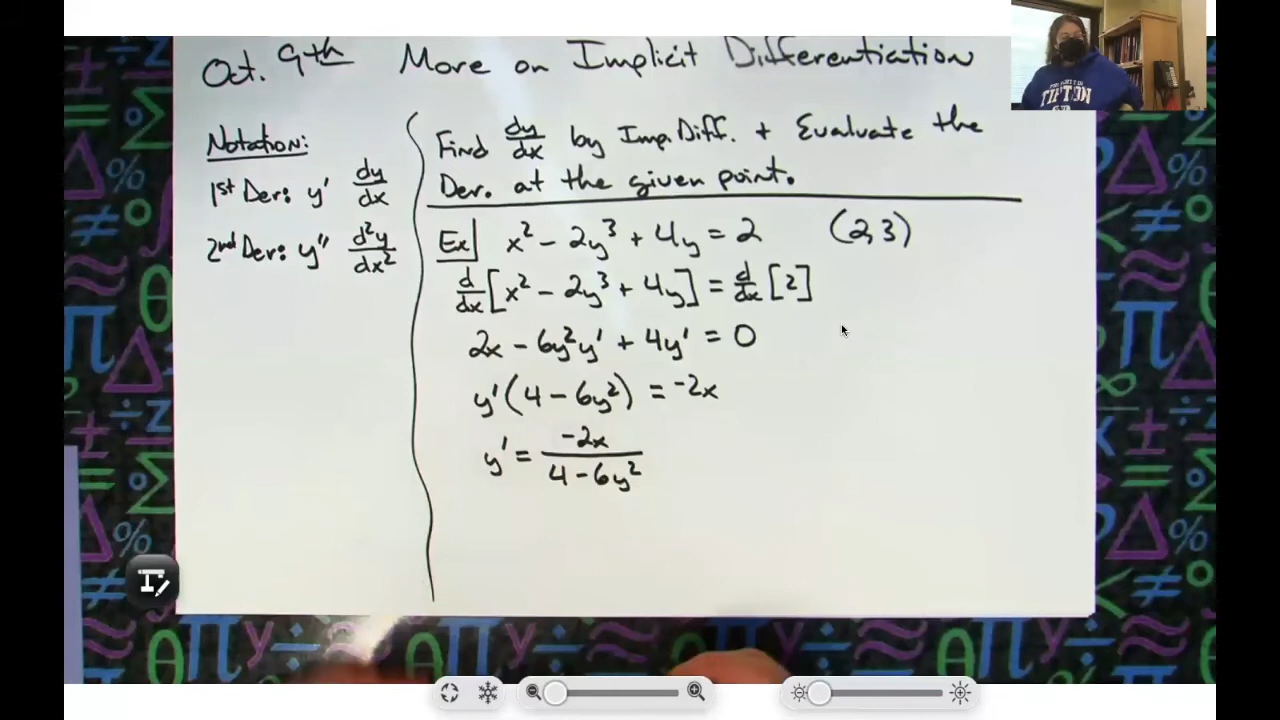 Oct. 9th More on Implicit Differentiation
Notation:
1st Der: y' dy/dx
2nd Der: y'' d²y/dx²
Find dy/dx by Imp. Diff. + Evaluate the
Der. at the given point.
Ex| x² - 2y³ + 4y = 2 (2,3)
d/dx[x² - 2y³ + 4y] = d/dx[2]
2x - 6y²y' + 4y' = 0
y'(4 - 6y²) = -2x
y' = -2x/(4 - 6y²)
TIPTON